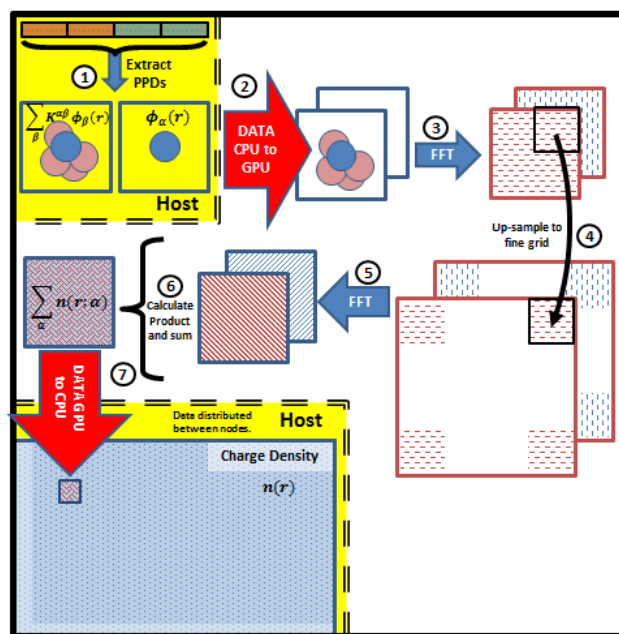 1
Extract
PPDs
∑β K^αβ ϕβ(r)
ϕα(r)
Host
2
DATA
CPU to
GPU
3
FFT
Up-sample to
fine grid
4
5
FFT
6
Calculate
Product
and sum
∑α n(r; α)
7
DATA GPU
to CPU
Data distributed
between nodes.
Host
Charge Density
n(r)